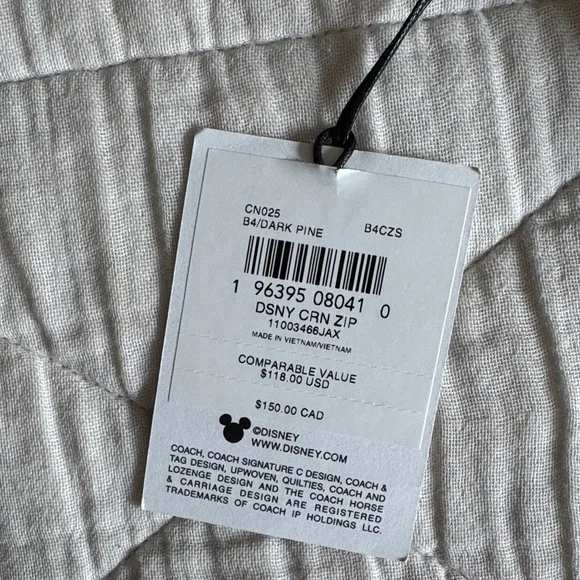 CN025
B4/DARK PINE B4CZS
1 96395 08041 0
DSNY CRN ZIP
11003466JAX
MADE IN VIETNAM/VIETNAM
COMPARABLE VALUE
$118.00 USD
$150.00 CAD
©DISNEY
WWW.DISNEY.COM
COACH, COACH SIGNATURE C DESIGN, COACH &
TAG DESIGN, UPWOVEN, QUILTIES, COACH AND
LOZENGE DESIGN AND THE COACH HORSE
& CARRIAGE DESIGN ARE REGISTERED
TRADEMARKS OF COACH IP HOLDINGS LLC.